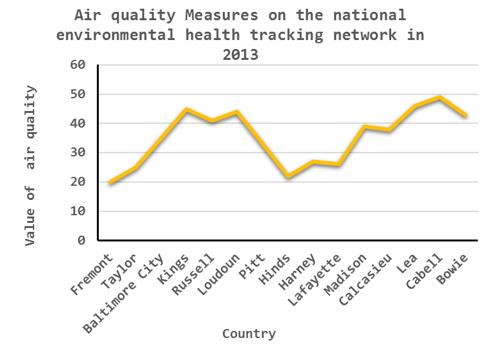 Air quality Measures on the national
environmental health tracking network in
2013
60
50
40
30
20
10
0
Value of air quality
Fremont
Taylor
Baltimore City
Kings
Russell
Loudoun
Pitt
Hinds
Harney
Lafayette
Madison
Calcasieu
Lea
Cabell
Bowie
Country